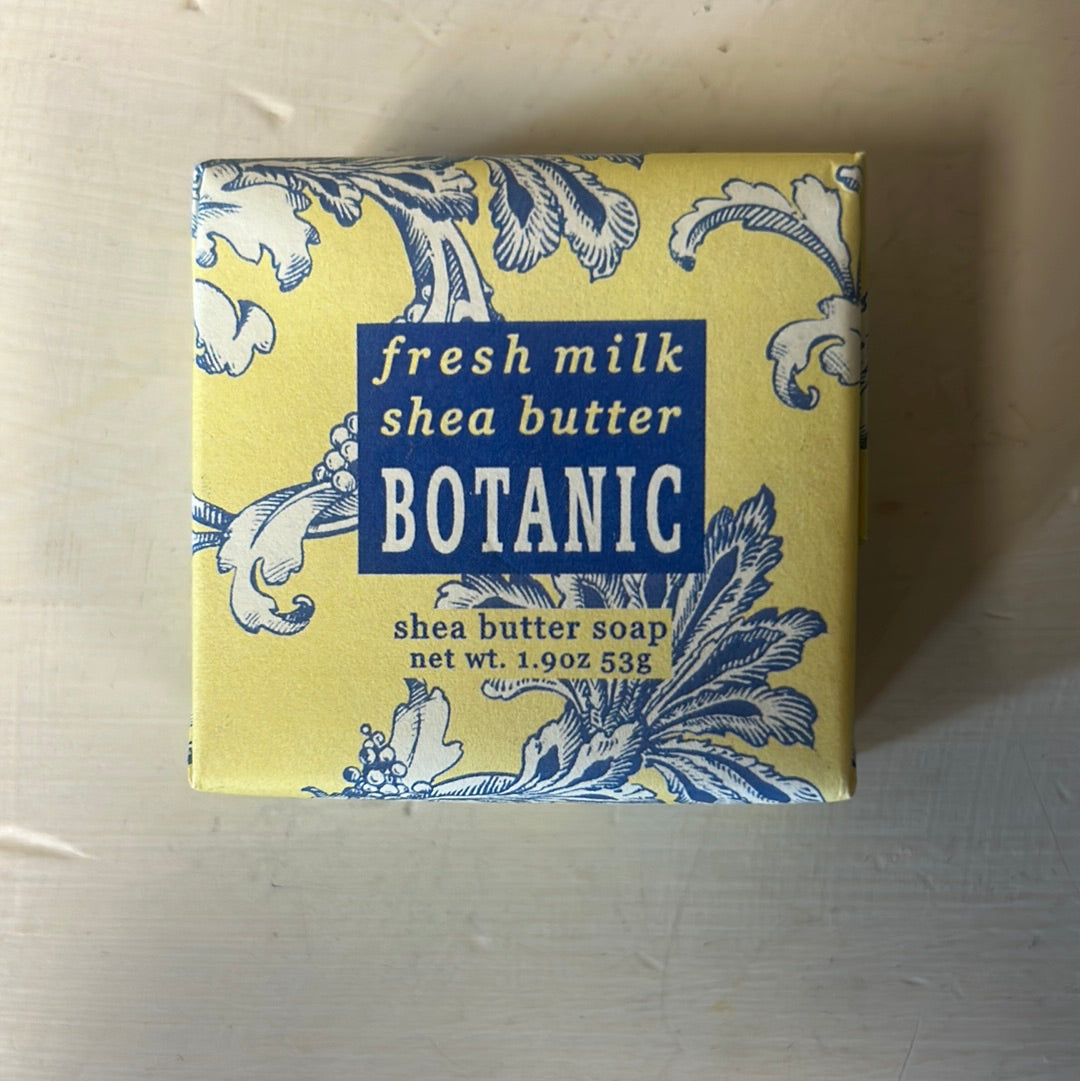 fresh milk
shea butter
BOTANIC
shea butter soap
net wt. 1.9oz 53g